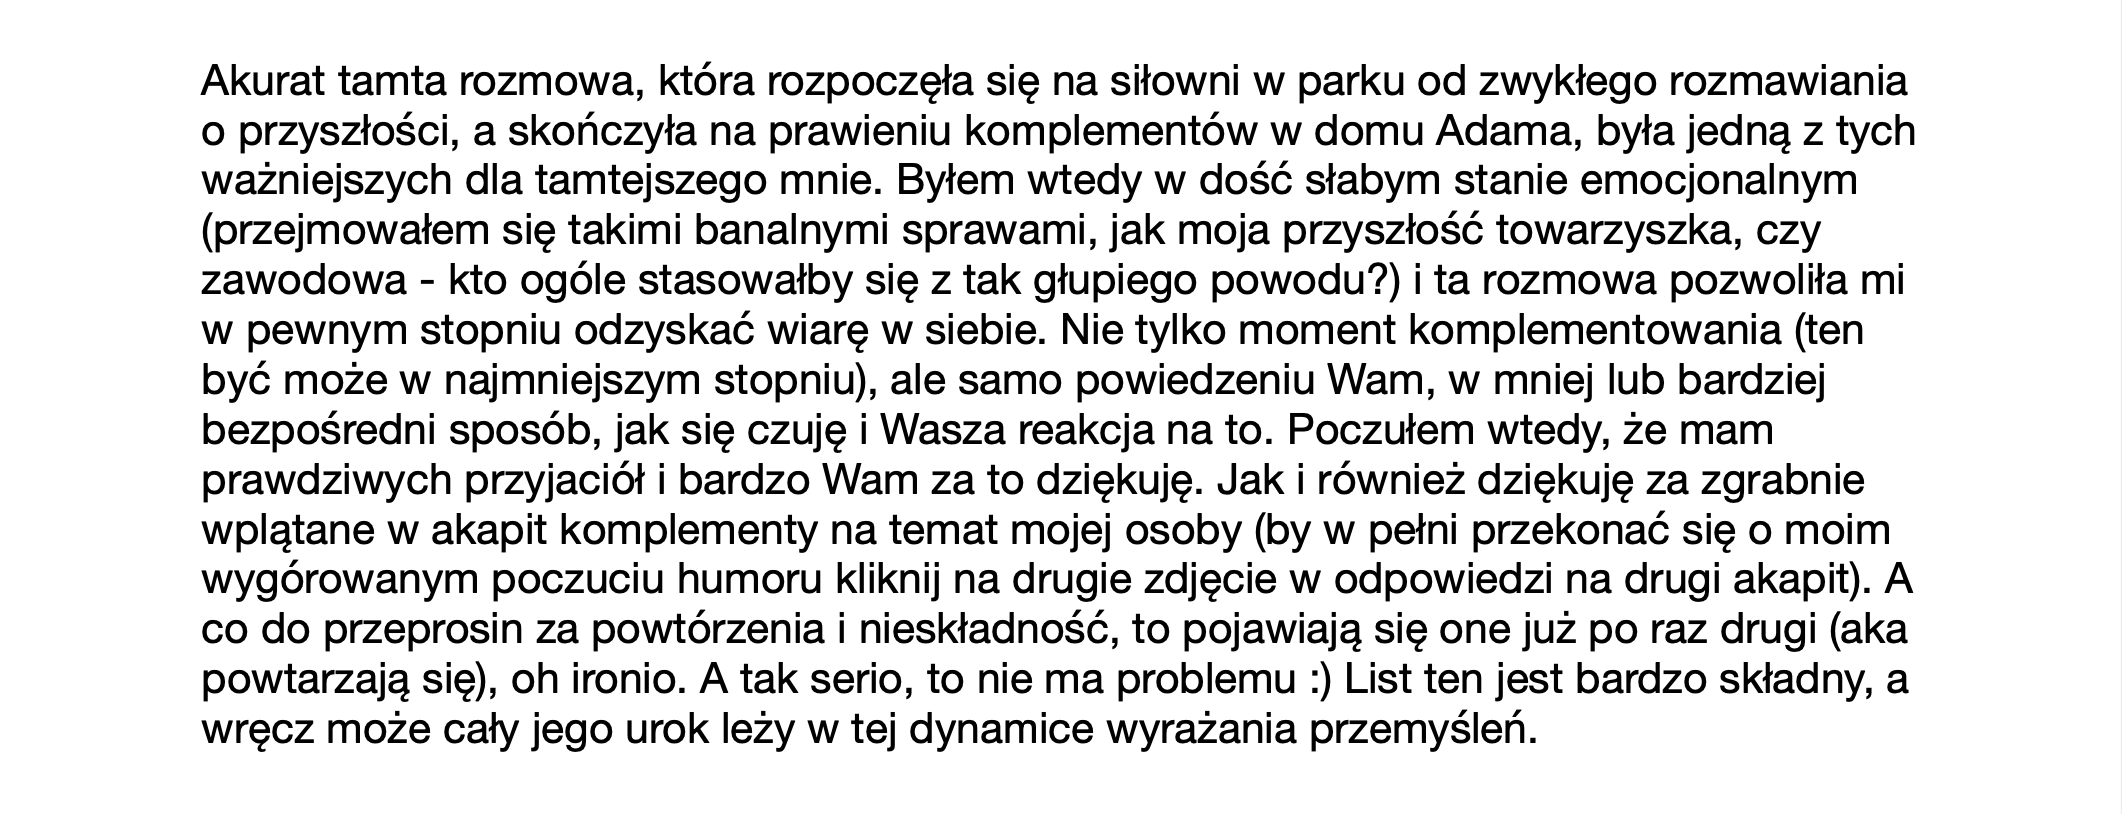 Akurat tamta rozmowa, która rozpoczęła się na siłowni w parku od zwykłego rozmawiania
o przyszłości, a skończyła na prawieniu komplementów w domu Adama, była jedną z tych
ważniejszych dla tamtejszego mnie. Byłem wtedy w dość słabym stanie emocjonalnym
(przejmowałem się takimi banalnymi sprawami, jak moja przyszłość towarzyszka, czy
zawodowa - kto ogóle stasowałby się z tak głupiego powodu?) i ta rozmowa pozwoliła mi
w pewnym stopniu odzyskać wiarę w siebie. Nie tylko moment komplementowania (ten
być może w najmniejszym stopniu), ale samo powiedzeniu Wam, w mniej lub bardziej
bezpośredni sposób, jak się czuję i Wasza reakcja na to. Poczułem wtedy, że mam
prawdziwych przyjaciół i bardzo Wam za to dziękuję. Jak i również dziękuję za zgrabnie
wplątane w akapit komplementy na temat mojej osoby (by w pełni przekonać się o moim
wygórowanym poczuciu humoru kliknij na drugie zdjęcie w odpowiedzi na drugi akapit). A
co do przeprosin za powtórzenia i nieskładność, to pojawiają się one już po raz drugi (aka
powtarzają się), oh ironio. A tak serio, to nie ma problemu :) List ten jest bardzo składny, a
wręcz może cały jego urok leży w tej dynamice wyrażania przemyśleń.